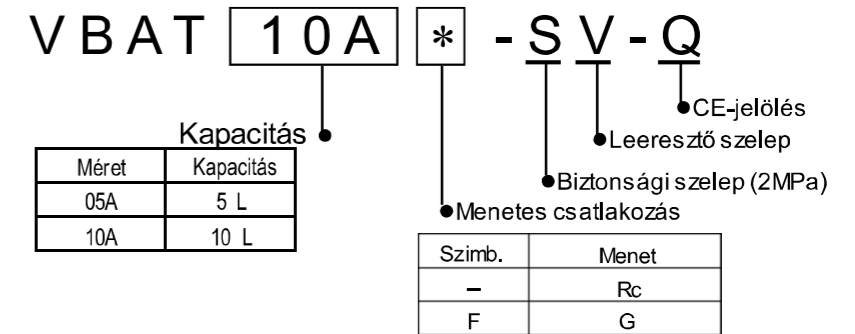 VBAT 10A * - SV - Q
CE-jelölés
Kapacitás
Leeresztő szelep
Méret Kapacitás
Biztonsági szelep (2MPa)
05A 5 L
10A 10 L
Menetes csatlakozás
Szimb. Menet
– Rc
F G